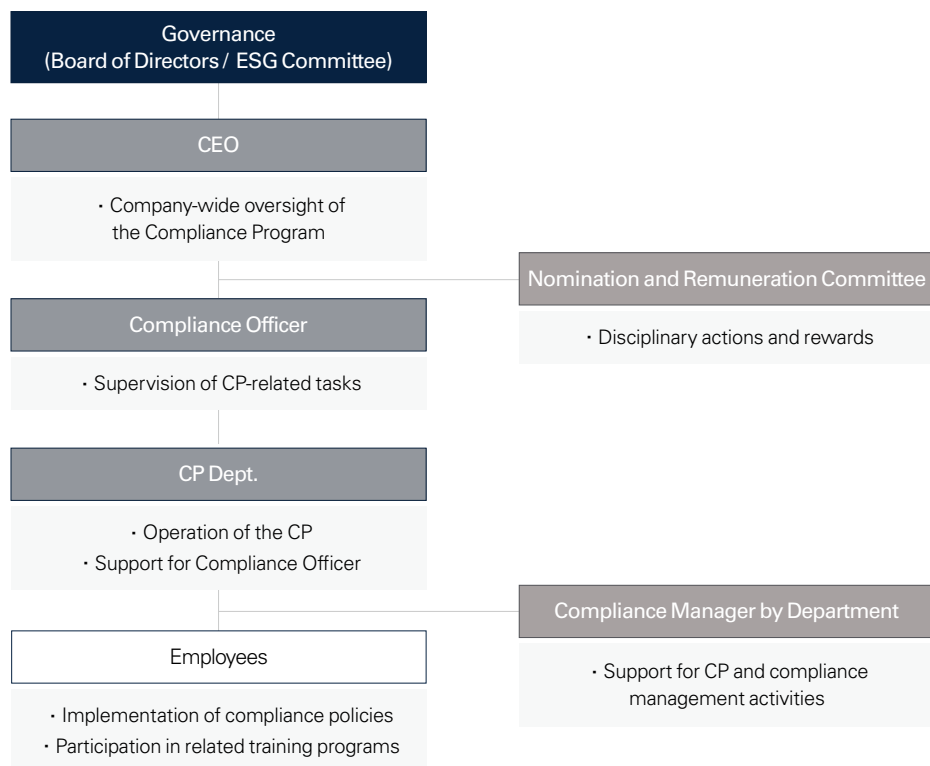 Governance
(Board of Directors / ESG Committee)
CEO
· Company-wide oversight of
the Compliance Program
Nomination and Remuneration Committee
· Disciplinary actions and rewards
Compliance Officer
· Supervision of CP-related tasks
CP Dept.
· Operation of the CP
· Support for Compliance Officer
Compliance Manager by Department
· Support for CP and compliance
management activities
Employees
· Implementation of compliance policies
· Participation in related training programs